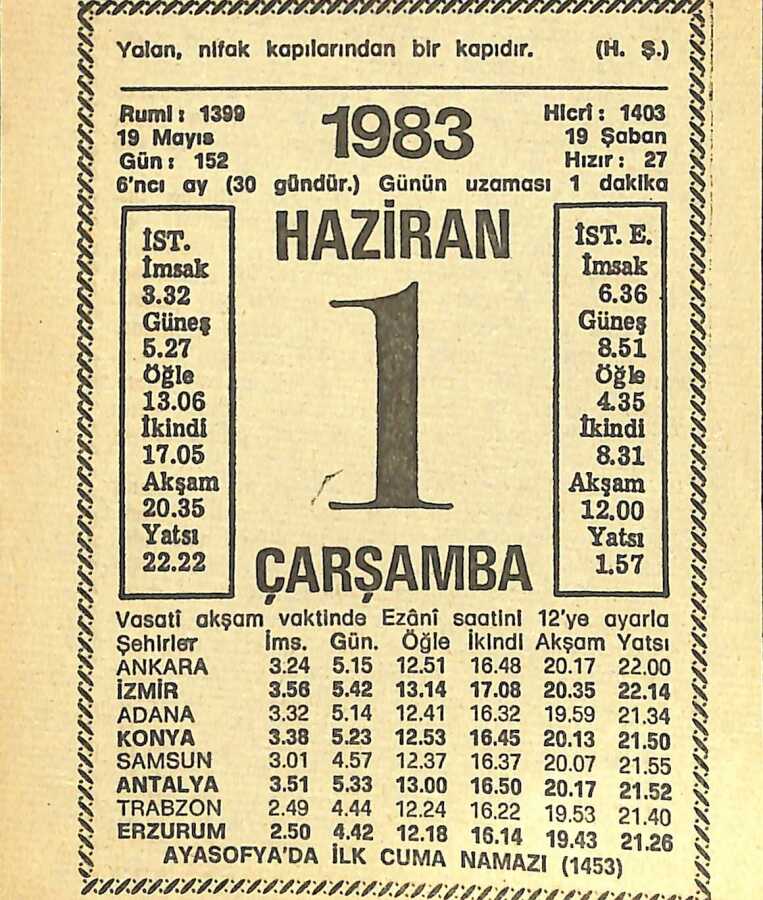 Yalan, nifak kapılarından bir kapıdır. (H. Ş.)
Rumî: 1399
19 Mayıs
Gün: 152
1983
Hicrî: 1403
19 Şaban
Hızır: 27
6'ncı ay (30 gündür.) Günün uzaması 1 dakika
İST.
İmsak
3.32
Güneş
5.27
Öğle
13.06
İkindi
17.05
Akşam
20.35
Yatsı
22.22
HAZİRAN
1
ÇARŞAMBA
İST. E.
İmsak
6.36
Güneş
8.51
Öğle
4.35
İkindi
8.31
Akşam
12.00
Yatsı
1.57
Vasatî akşam vaktinde Ezânî saatini 12'ye ayarla
Şehirler İms. Gün. Öğle İkindi Akşam Yatsı
ANKARA 3.24 5.15 12.51 16.48 20.17 22.00
İZMİR 3.56 5.42 13.14 17.08 20.35 22.14
ADANA 3.32 5.14 12.41 16.32 19.59 21.34
KONYA 3.38 5.23 12.53 16.45 20.13 21.50
SAMSUN 3.01 4.57 12.37 16.37 20.07 21.55
ANTALYA 3.51 5.33 13.00 16.50 20.17 21.52
TRABZON 2.49 4.44 12.24 16.22 19.53 21.40
ERZURUM 2.50 4.42 12.18 16.14 19.43 21.26
AYASOFYA'DA İLK CUMA NAMAZI (1453)